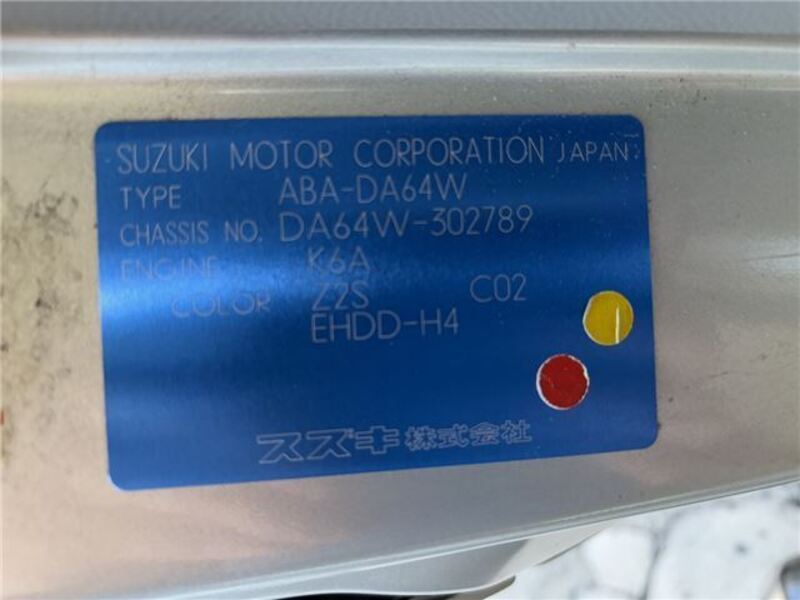 SUZUKI MOTOR CORPORATION JAPAN
TYPE ABA-DA64W
CHASSIS NO. DA64W-302789
ENGINE K6A
COLOR Z2S C02
EHDD-H4
スズキ株式会社